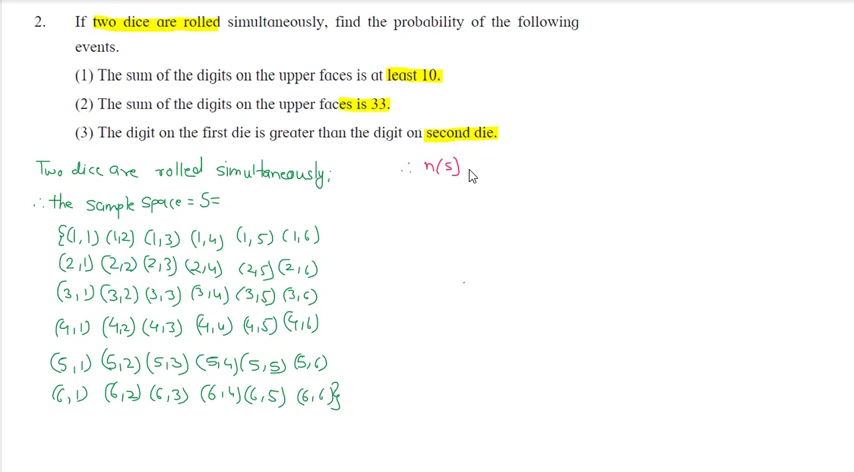 2. If two dice are rolled simultaneously, find the probability of the following
events.
(1) The sum of the digits on the upper faces is at least 10.
(2) The sum of the digits on the upper faces is 33.
(3) The digit on the first die is greater than the digit on second die.
Two dice are rolled simultaneously;
∴ n(S)
∴ the sample space = S=
{(1,1) (1,2) (1,3) (1,4) (1,5) (1,6)
(2,1) (2,2) (2,3) (2,4) (2,5) (2,6)
(3,1) (3,2) (3,3) (3,4) (3,5) (3,6)
(4,1) (4,2) (4,3) (4,4) (4,5) (4,6)
(5,1) (5,2) (5,3) (5,4) (5,5) (5,6)
(6,1) (6,2) (6,3) (6,4) (6,5) (6,6)}